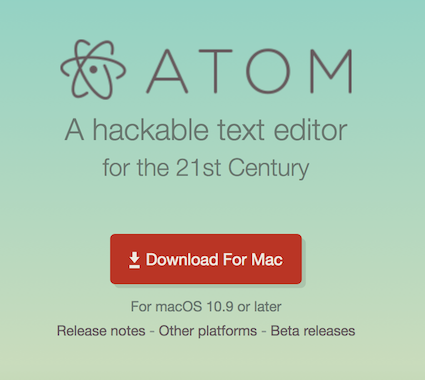 ATOM
A hackable text editor
for the 21st Century
Download For Mac
For macOS 10.9 or later
Release notes - Other platforms - Beta releases